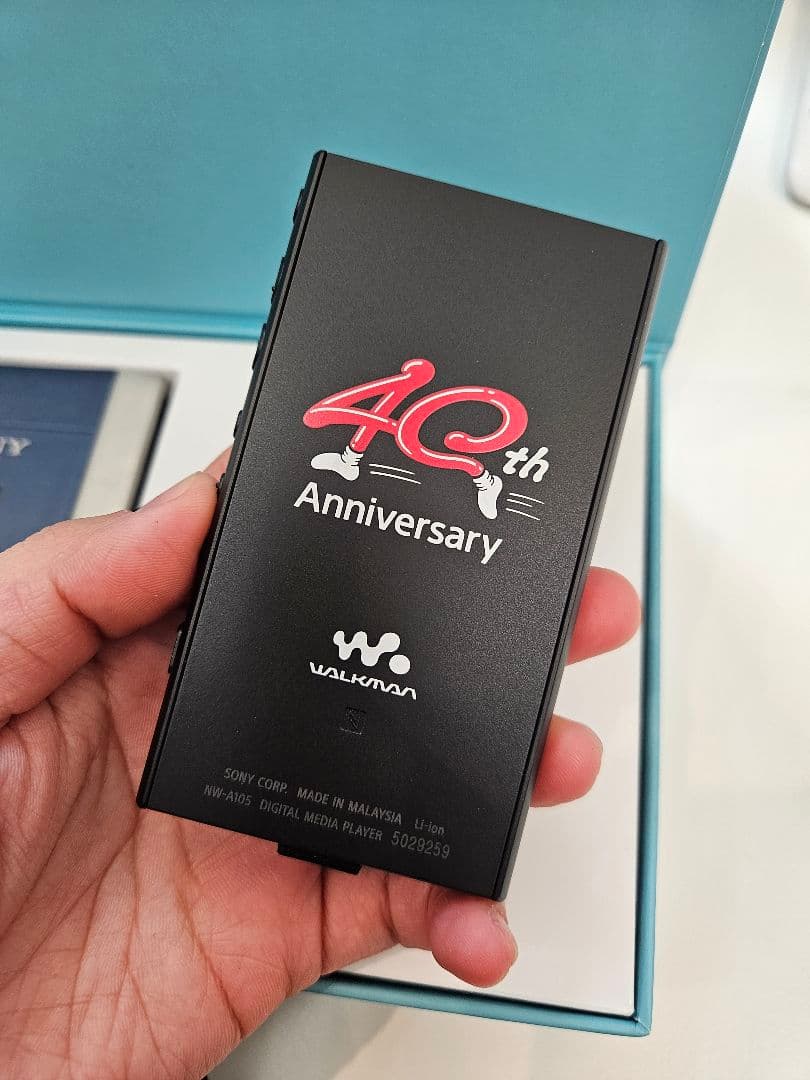 40th
Anniversary
WALKMAN
SONY CORP. MADE IN MALAYSIA Li-ion
NW-A105 DIGITAL MEDIA PLAYER 5029259